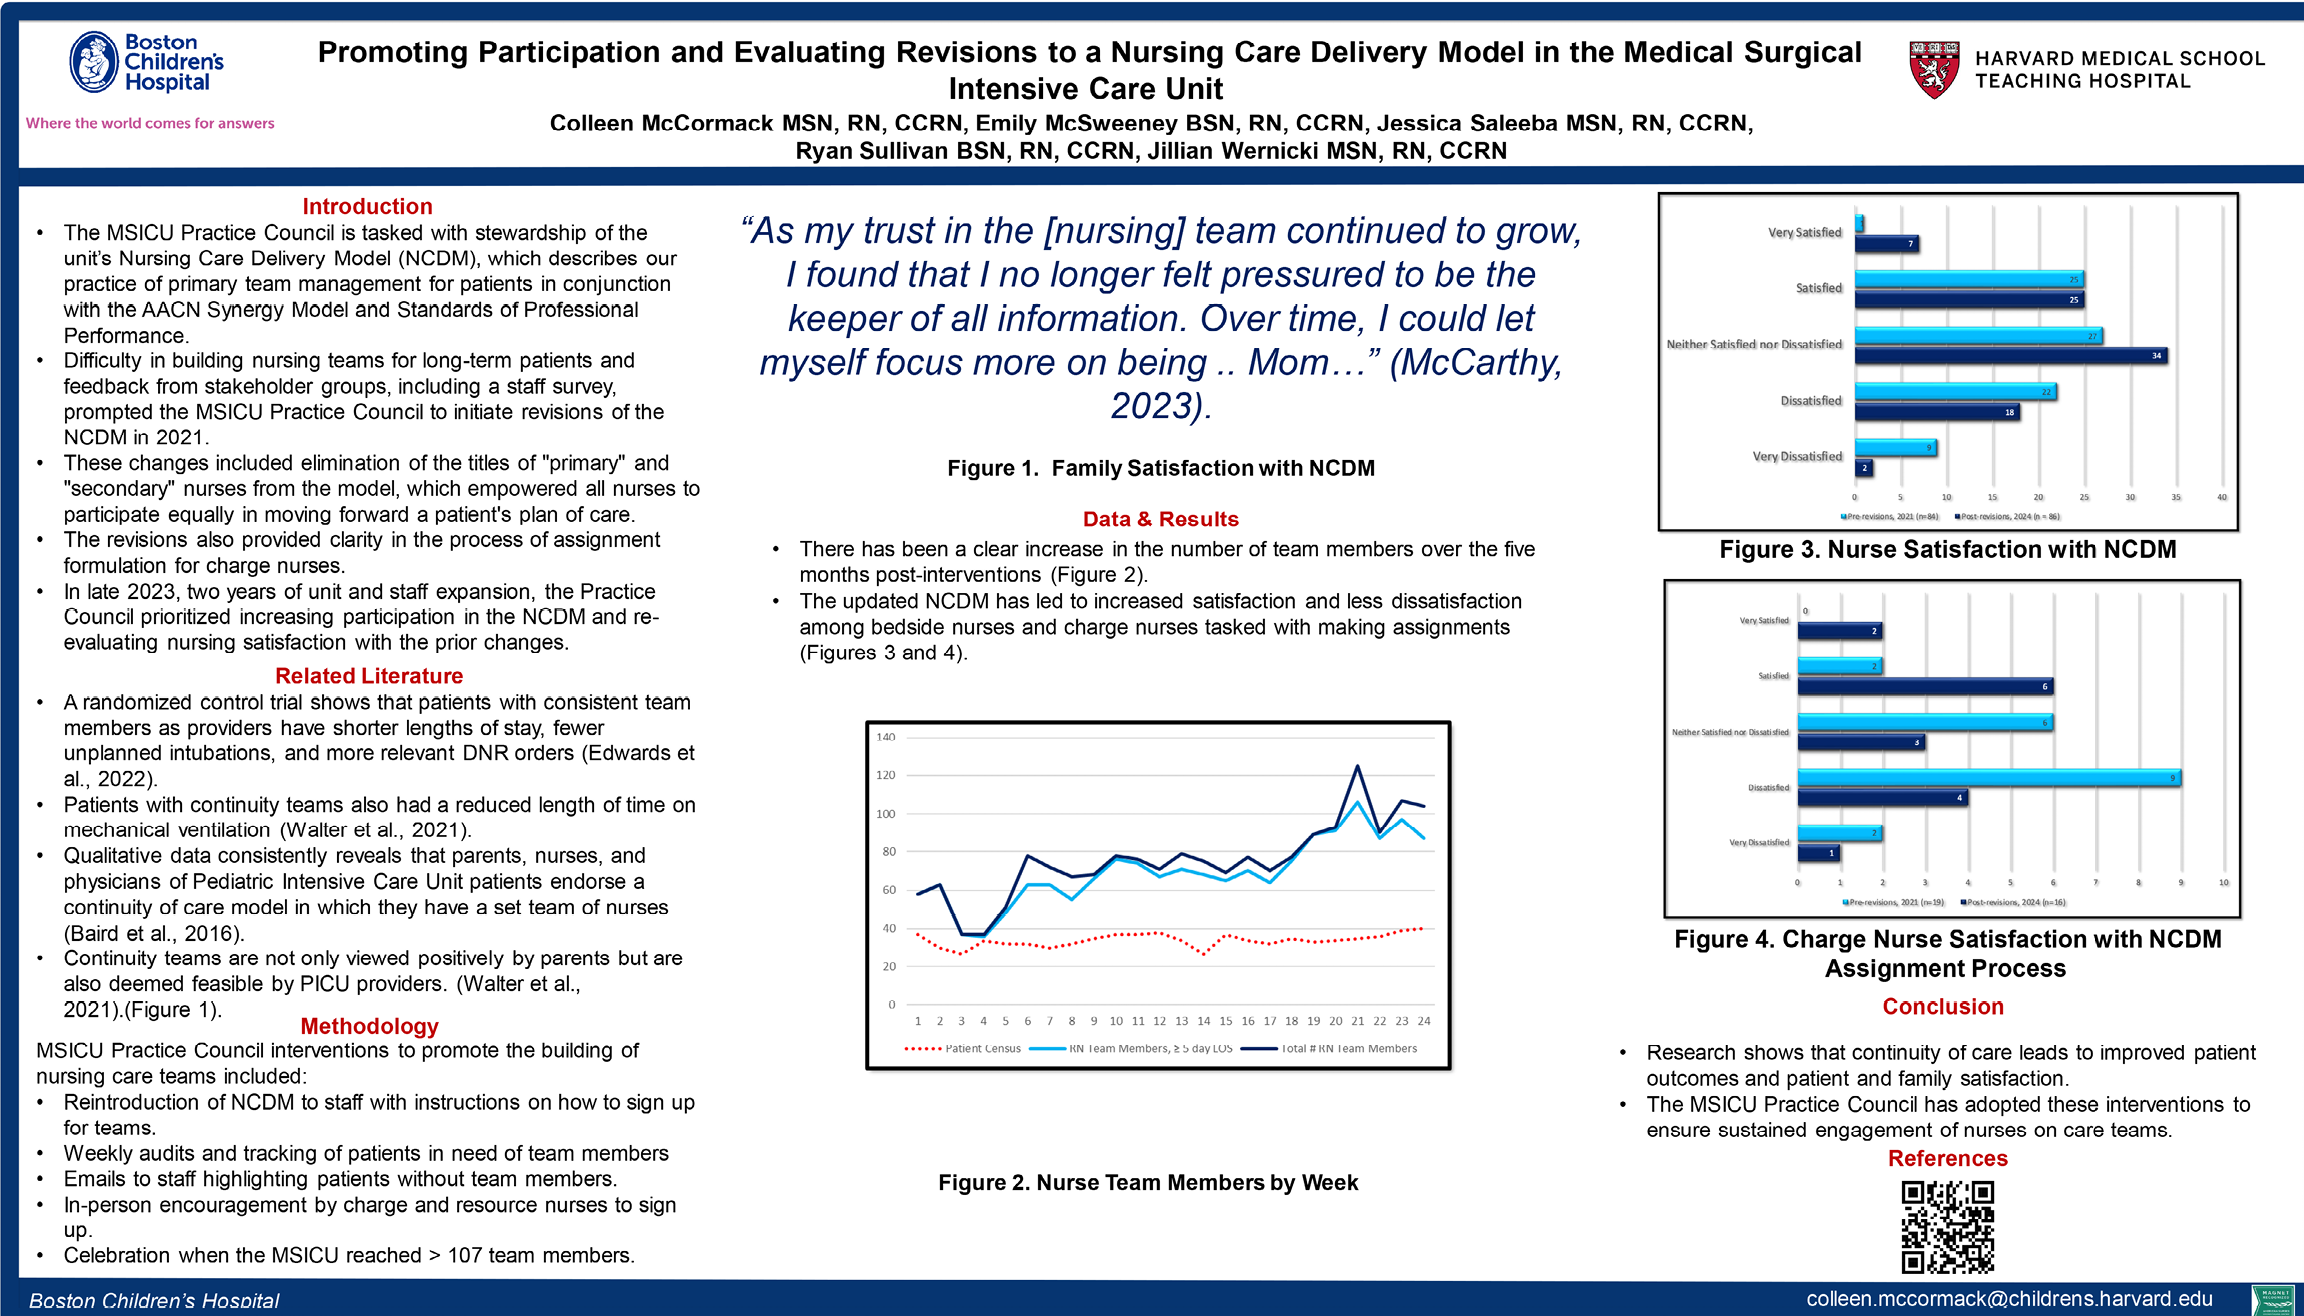 Boston
Children's
Hospital
Where the world comes for answers
Promoting Participation and Evaluating Revisions to a Nursing Care Delivery Model in the Medical Surgical
Intensive Care Unit
Colleen McCormack MSN, RN, CCRN, Emily McSweeney BSN, RN, CCRN, Jessica Saleeba MSN, RN, CCRN,
Ryan Sullivan BSN, RN, CCRN, Jillian Wernicki MSN, RN, CCRN
HARVARD MEDICAL SCHOOL
TEACHING HOSPITAL
Introduction
• The MSICU Practice Council is tasked with stewardship of the
unit's Nursing Care Delivery Model (NCDM), which describes our
practice of primary team management for patients in conjunction
with the AACN Synergy Model and Standards of Professional
Performance.
• Difficulty in building nursing teams for long-term patients and
feedback from stakeholder groups, including a staff survey,
prompted the MSICU Practice Council to initiate revisions of the
NCDM in 2021.
• These changes included elimination of the titles of "primary" and
"secondary" nurses from the model, which empowered all nurses to
participate equally in moving forward a patient's plan of care.
• The revisions also provided clarity in the process of assignment
formulation for charge nurses.
• In late 2023, two years of unit and staff expansion, the Practice
Council prioritized increasing participation in the NCDM and re-
evaluating nursing satisfaction with the prior changes.
Related Literature
• A randomized control trial shows that patients with consistent team
members as providers have shorter lengths of stay, fewer
unplanned intubations, and more relevant DNR orders (Edwards et
al., 2022).
• Patients with continuity teams also had a reduced length of time on
mechanical ventilation (Walter et al., 2021).
• Qualitative data consistently reveals that parents, nurses, and
physicians of Pediatric Intensive Care Unit patients endorse a
continuity of care model in which they have a set team of nurses
(Baird et al., 2016).
• Continuity teams are not only viewed positively by parents but are
also deemed feasible by PICU providers. (Walter et al.,
2021).(Figure 1).
Methodology
MSICU Practice Council interventions to promote the building of
nursing care teams included:
• Reintroduction of NCDM to staff with instructions on how to sign up
for teams.
• Weekly audits and tracking of patients in need of team members
• Emails to staff highlighting patients without team members.
• In-person encouragement by charge and resource nurses to sign
up.
• Celebration when the MSICU reached > 107 team members.
“As my trust in the [nursing] team continued to grow,
I found that I no longer felt pressured to be the
keeper of all information. Over time, I could let
myself focus more on being .. Mom…” (McCarthy,
2023).
Figure 1. Family Satisfaction with NCDM
Data & Results
• There has been a clear increase in the number of team members over the five
months post-interventions (Figure 2).
• The updated NCDM has led to increased satisfaction and less dissatisfaction
among bedside nurses and charge nurses tasked with making assignments
(Figures 3 and 4).
140
120
100
80
60
40
20
0
1 2 3 4 5 6 7 8 9 10 11 12 13 14 15 16 17 18 19 20 21 22 23 24
Patient Census RN Team Members, ≥ 5 day LOS Total # RN Team Members
Figure 2. Nurse Team Members by Week
Very Satisfied
7
Satisfied 25
25
Neither Satisfied nor Dissatisfied 27
34
Dissatisfied 22
18
Very Dissatisfied 9
2
0 5 10 15 20 25 30 35 40
Pre-revisions, 2021 (n=84) Post-revisions, 2024 (n = 86)
Figure 3. Nurse Satisfaction with NCDM
Very Satisfied 0
2
Satisfied 2
6
Neither Satisfied nor Dissatisfied 6
3
Dissatisfied 9
4
Very Dissatisfied 2
1
0 1 2 3 4 5 6 7 8 9 10
Pre-revisions, 2021 (n=19) Post-revisions, 2024 (n=16)
Figure 4. Charge Nurse Satisfaction with NCDM
Assignment Process
Conclusion
• Research shows that continuity of care leads to improved patient
outcomes and patient and family satisfaction.
• The MSICU Practice Council has adopted these interventions to
ensure sustained engagement of nurses on care teams.
References
Boston Children's Hospital
colleen.mccormack@childrens.harvard.edu
MAGNET